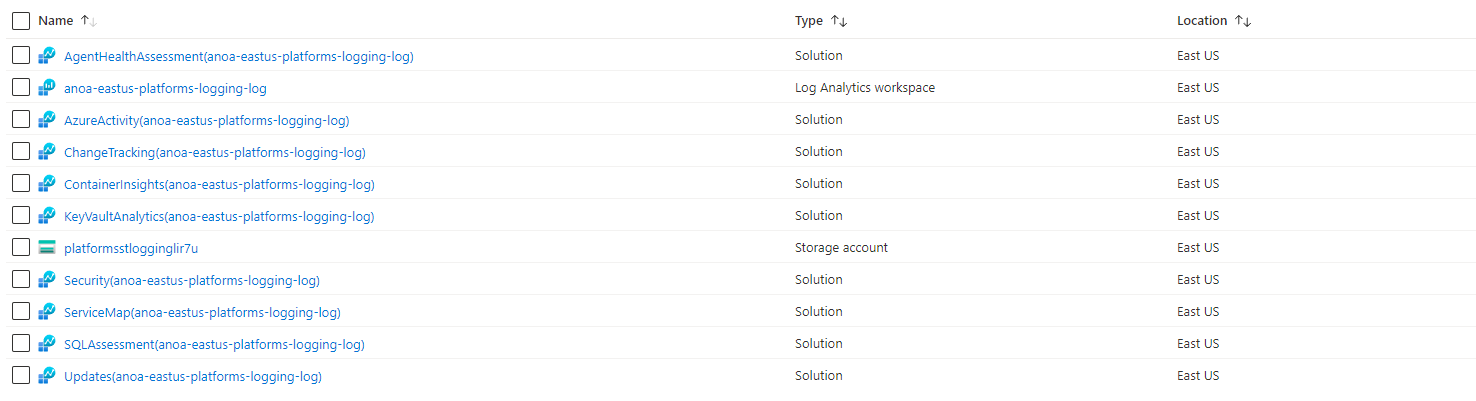 Name ↑↓ Type ↑↓ Location ↑↓
AgentHealthAssessment(anoa-eastus-platforms-logging-log) Solution East US
anoa-eastus-platforms-logging-log Log Analytics workspace East US
AzureActivity(anoa-eastus-platforms-logging-log) Solution East US
ChangeTracking(anoa-eastus-platforms-logging-log) Solution East US
ContainerInsights(anoa-eastus-platforms-logging-log) Solution East US
KeyVaultAnalytics(anoa-eastus-platforms-logging-log) Solution East US
platformsstlogginglir7u Storage account East US
Security(anoa-eastus-platforms-logging-log) Solution East US
ServiceMap(anoa-eastus-platforms-logging-log) Solution East US
SQLAssessment(anoa-eastus-platforms-logging-log) Solution East US
Updates(anoa-eastus-platforms-logging-log) Solution East US